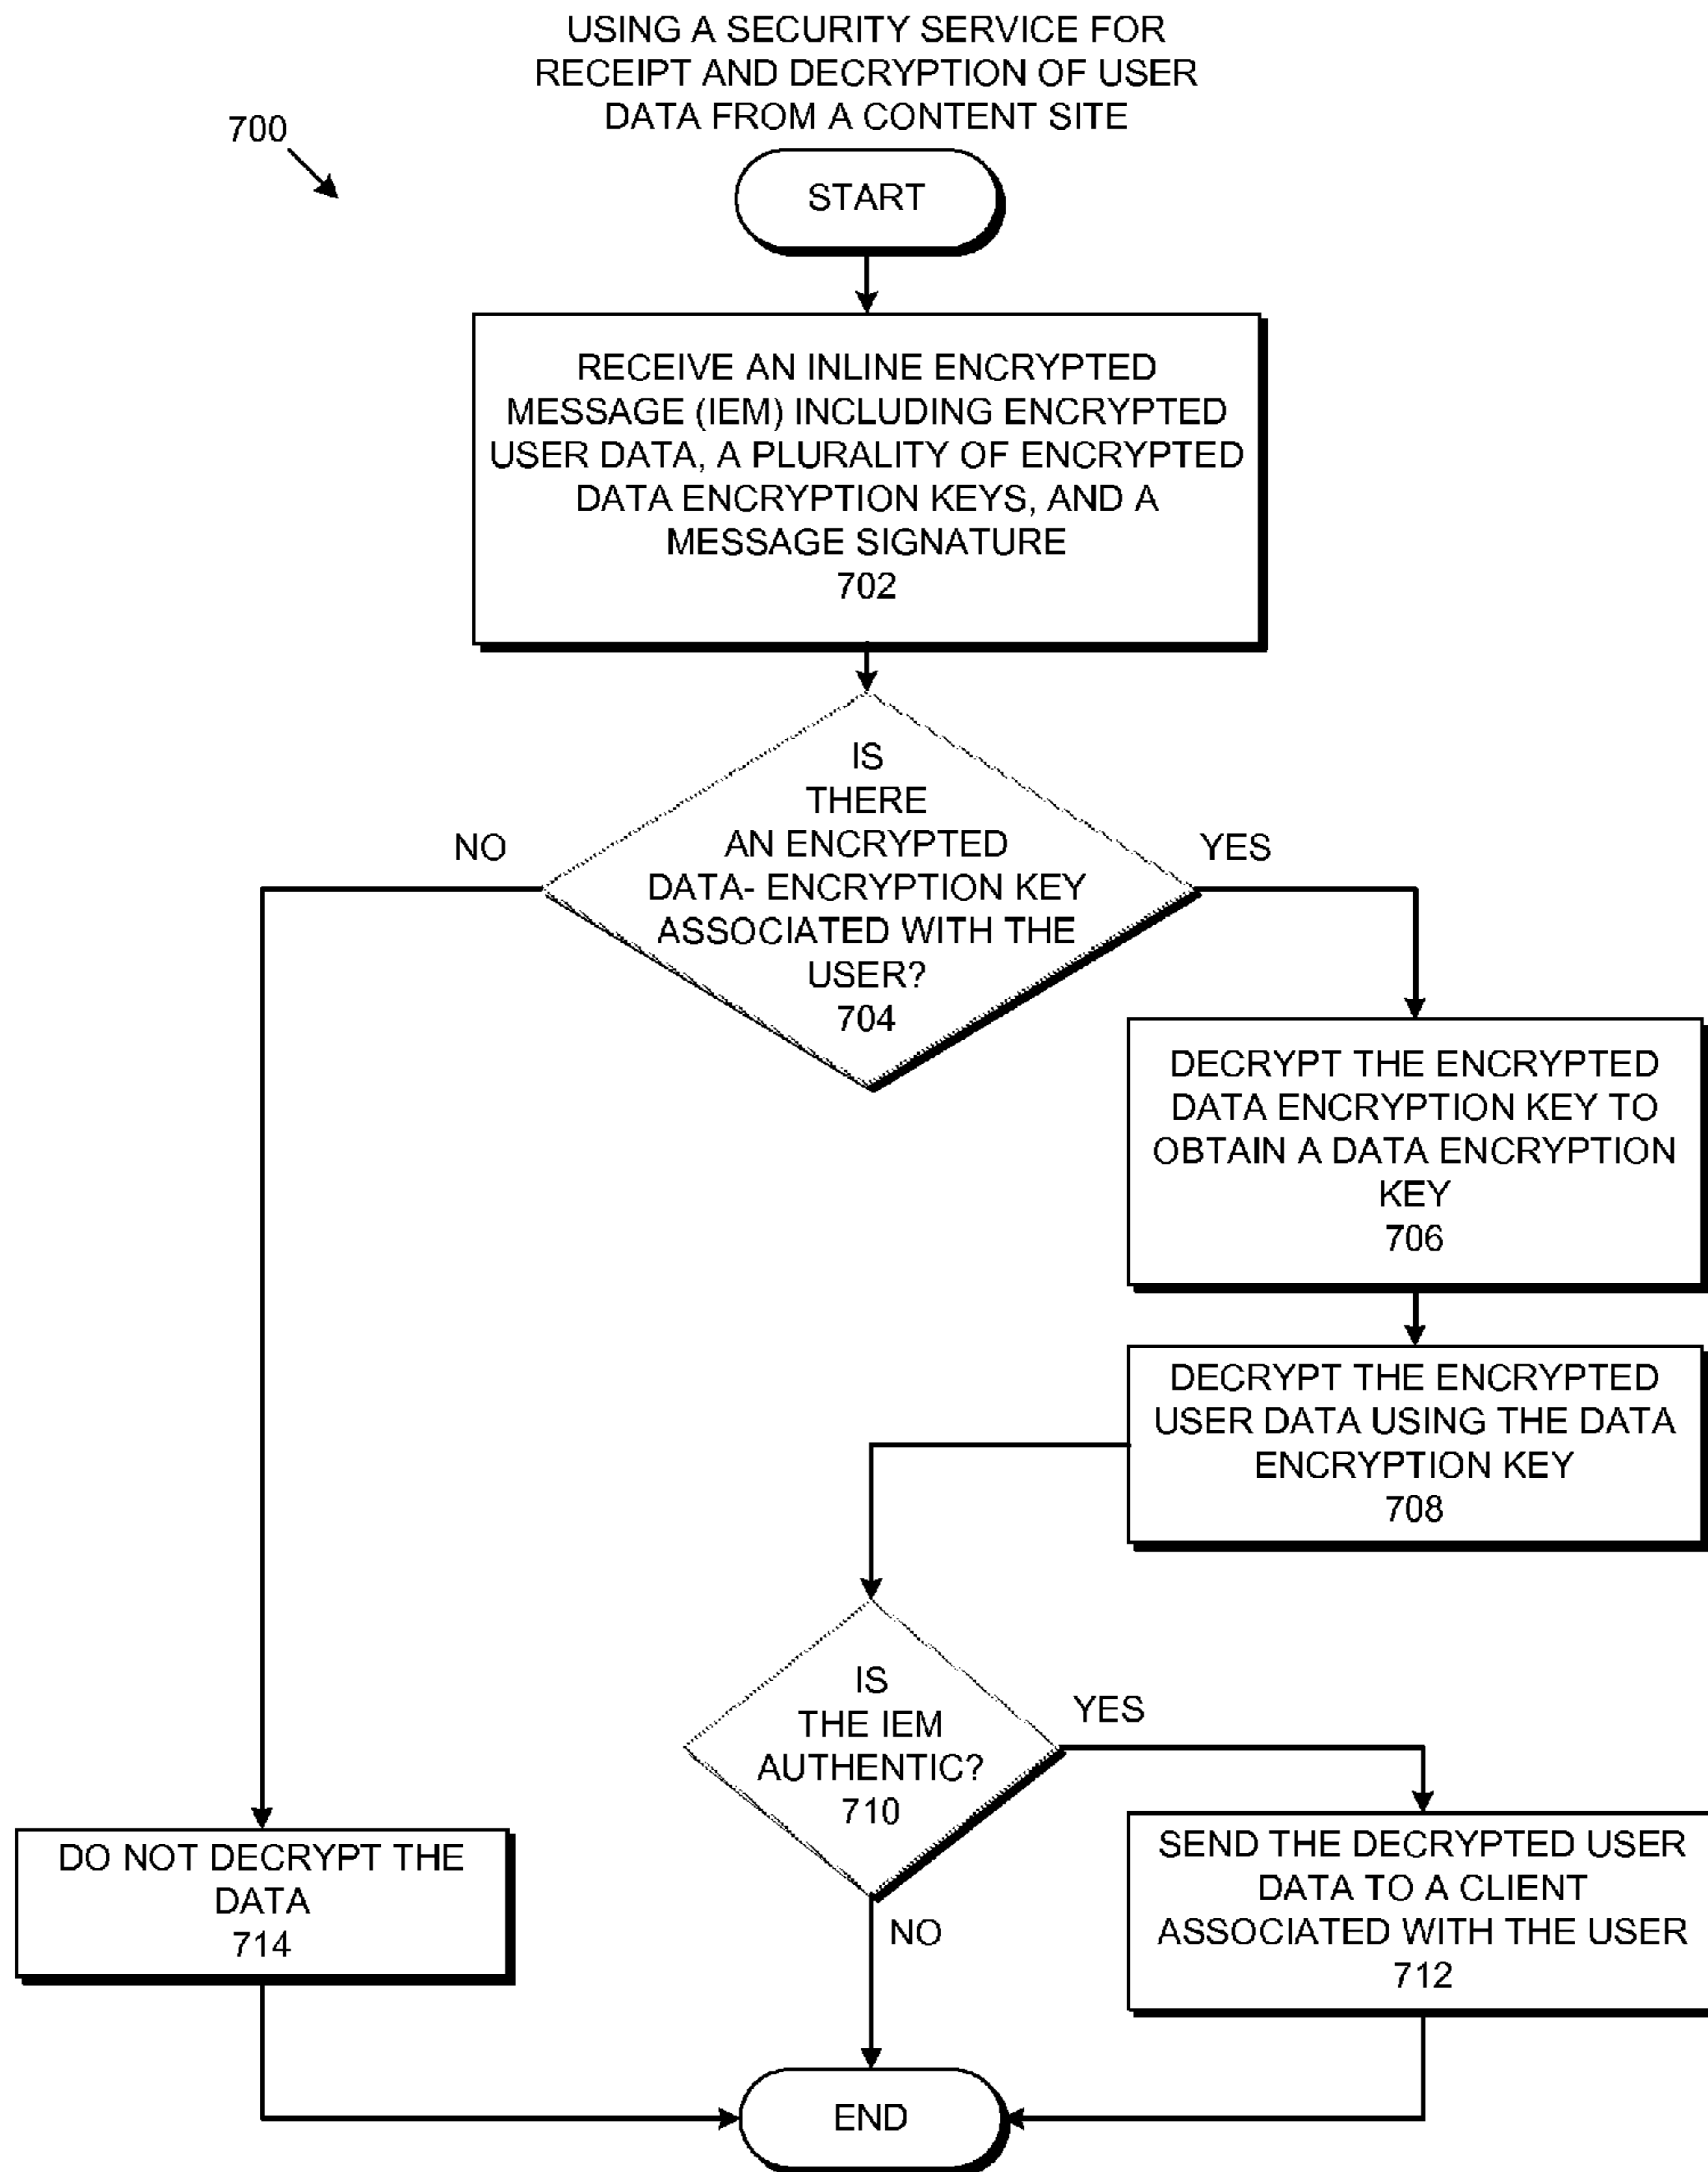 USING A SECURITY SERVICE FOR
RECEIPT AND DECRYPTION OF USER
DATA FROM A CONTENT SITE
700
START
RECEIVE AN INLINE ENCRYPTED
MESSAGE (IEM) INCLUDING ENCRYPTED
USER DATA, A PLURALITY OF ENCRYPTED
DATA ENCRYPTION KEYS, AND A
MESSAGE SIGNATURE
702
IS
THERE
AN ENCRYPTED
DATA- ENCRYPTION KEY
ASSOCIATED WITH THE
USER?
704
NO
YES
DECRYPT THE ENCRYPTED
DATA ENCRYPTION KEY TO
OBTAIN A DATA ENCRYPTION
KEY
706
DECRYPT THE ENCRYPTED
USER DATA USING THE DATA
ENCRYPTION KEY
708
IS
THE IEM
AUTHENTIC?
710
YES
NO
SEND THE DECRYPTED USER
DATA TO A CLIENT
ASSOCIATED WITH THE USER
712
DO NOT DECRYPT THE
DATA
714
END